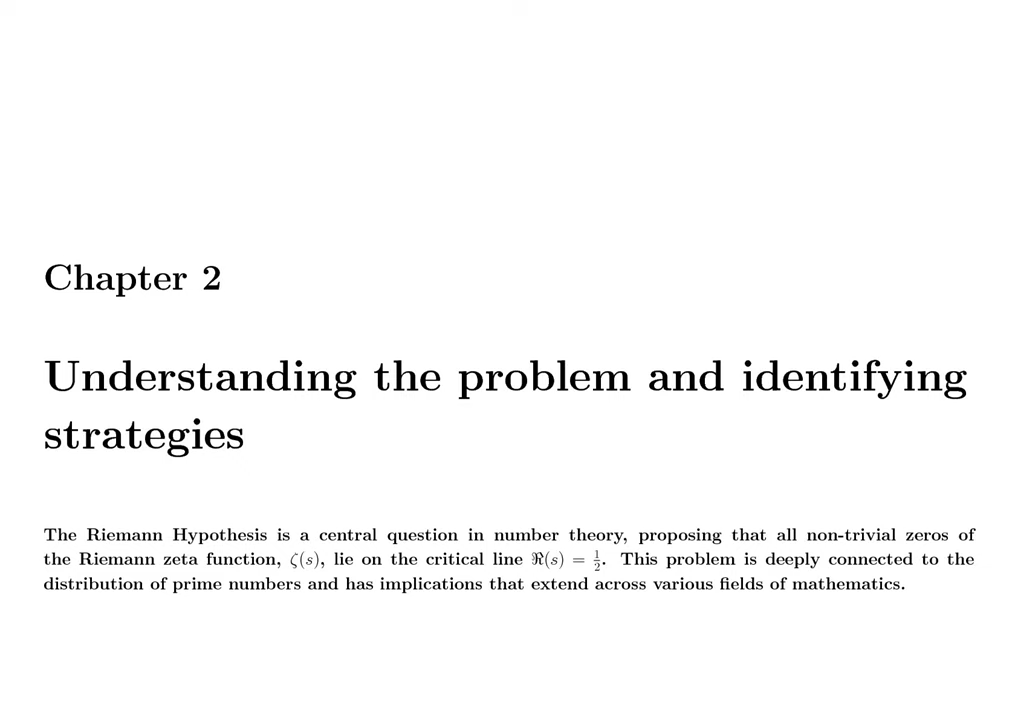 Chapter 2
Understanding the problem and identifying
strategies
The Riemann Hypothesis is a central question in number theory, proposing that all non-trivial zeros of
the Riemann zeta function, ζ(s), lie on the critical line ℜ(s) = 1/2. This problem is deeply connected to the
distribution of prime numbers and has implications that extend across various fields of mathematics.